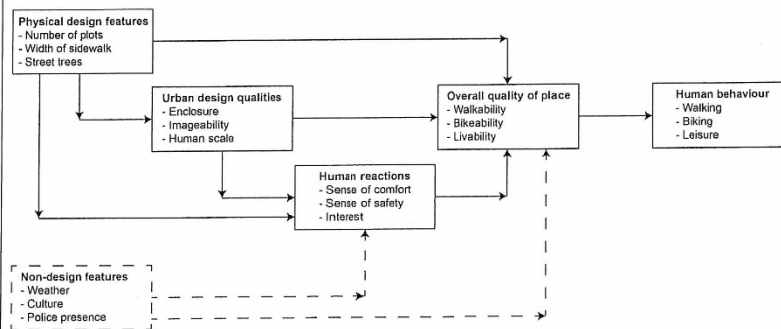 Physical design features
- Number of plots
- Width of sidewalk
- Street trees
Urban design qualities
- Enclosure
- Imageability
- Human scale
Overall quality of place
- Walkability
- Bikeability
- Livability
Human behaviour
- Walking
- Biking
- Leisure
Human reactions
- Sense of comfort
- Sense of safety
- Interest
Non-design features
- Weather
- Culture
- Police presence